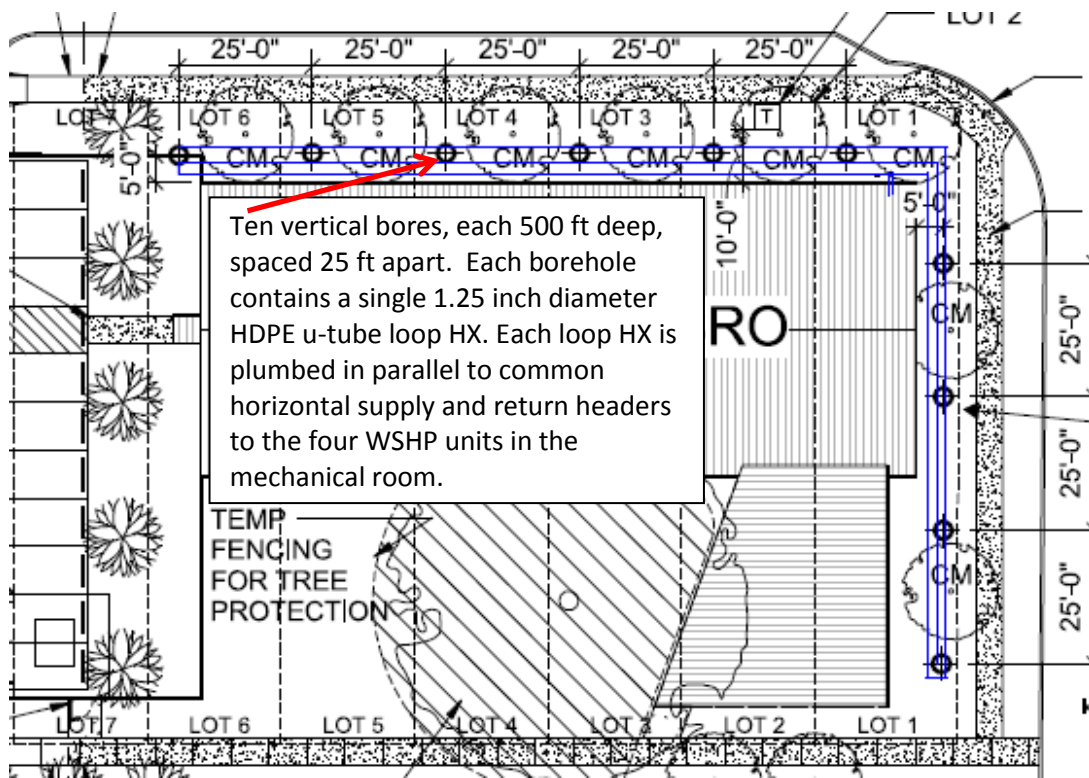 LOT 2
25'-0" 25'-0" 25'-0" 25'-0" 25'-0"
LOT 7 LOT 6 LOT 5 LOT 4 LOT 3 T LOT 1
CM CM CM CM CM CM
5'-0"
5'-0"
10'-0"
Ten vertical bores, each 500 ft deep,
spaced 25 ft apart. Each borehole
contains a single 1.25 inch diameter
HDPE u-tube loop HX. Each loop HX is
plumbed in parallel to common
horizontal supply and return headers
to the four WSHP units in the
mechanical room.
RO
CM
25'-0"
25'-0"
CM
25'-0"
TEMP
FENCING
FOR TREE
PROTECTION
LOT 7 LOT 6 LOT 5 LOT 4 LOT 3 LOT 2 LOT 1